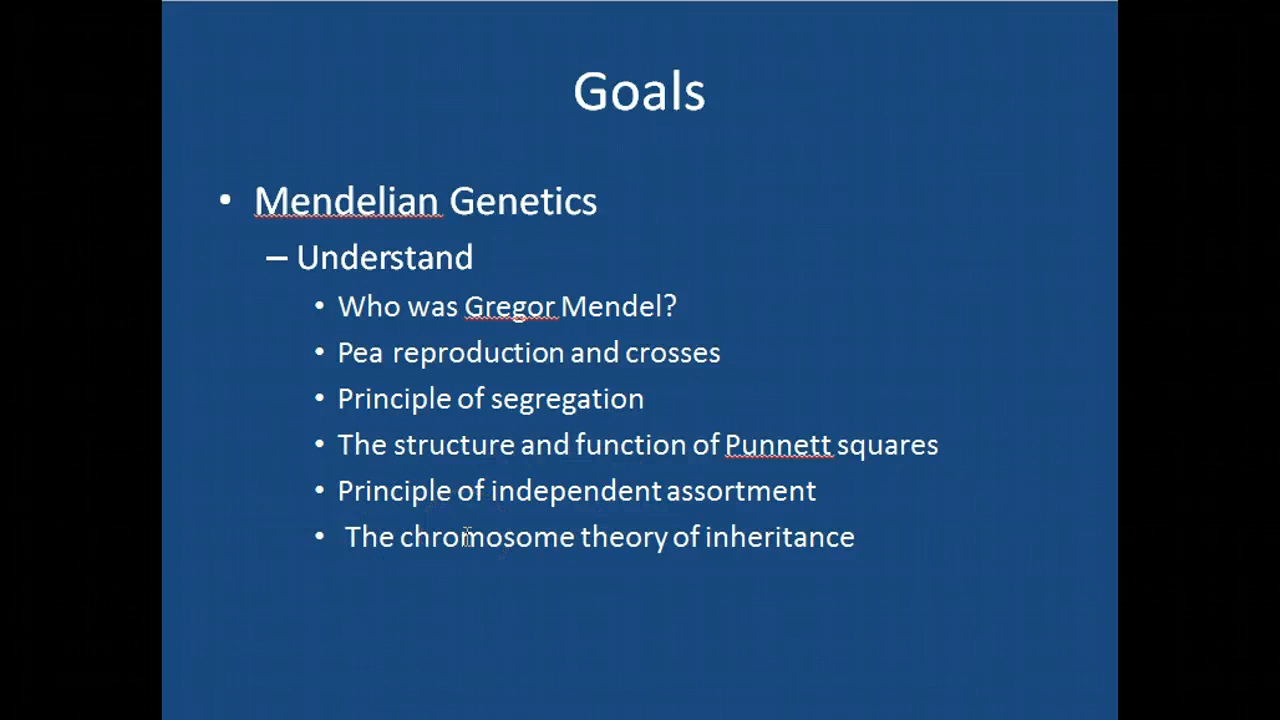 Goals
• Mendelian Genetics
– Understand
• Who was Gregor Mendel?
• Pea reproduction and crosses
• Principle of segregation
• The structure and function of Punnett squares
• Principle of independent assortment
• The chromosome theory of inheritance